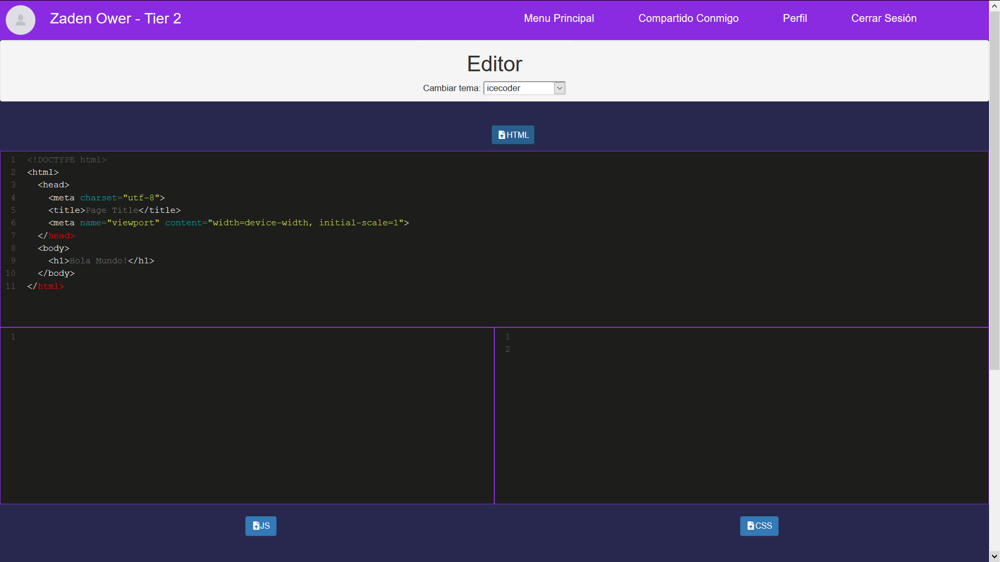 Zaden Ower - Tier 2 Menu Principal Compartido Conmigo Perfil Cerrar Sesión
Editor
Cambiar tema: icecoder
HTML
1 <!DOCTYPE html>
2 <html>
3   <head>
4     <meta charset="utf-8">
5     <title>Page Title</title>
6     <meta name="viewport" content="width=device-width, initial-scale=1">
7   </head>
8   <body>
9     <h1>Hola Mundo!</h1>
10   </body>
11 </html>
1
1
2
JS
CSS